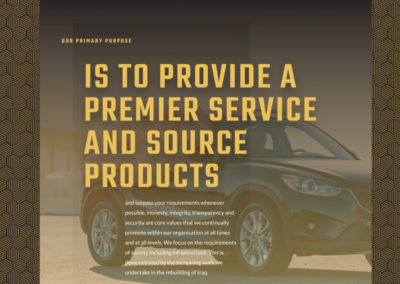 OUR PRIMARY PURPOSE
IS TO PROVIDE A
PREMIER SERVICE
AND SOURCE
PRODUCTS
and surpass your requirements whenever
possible. Honesty, integrity, transparency and
security are core values that we continually
promote within our organisation at all times
and at all levels. We focus on the requirements
of society including infrastructure. This is
demonstrated by the increasing work we
undertake in the rebuilding of Iraq.